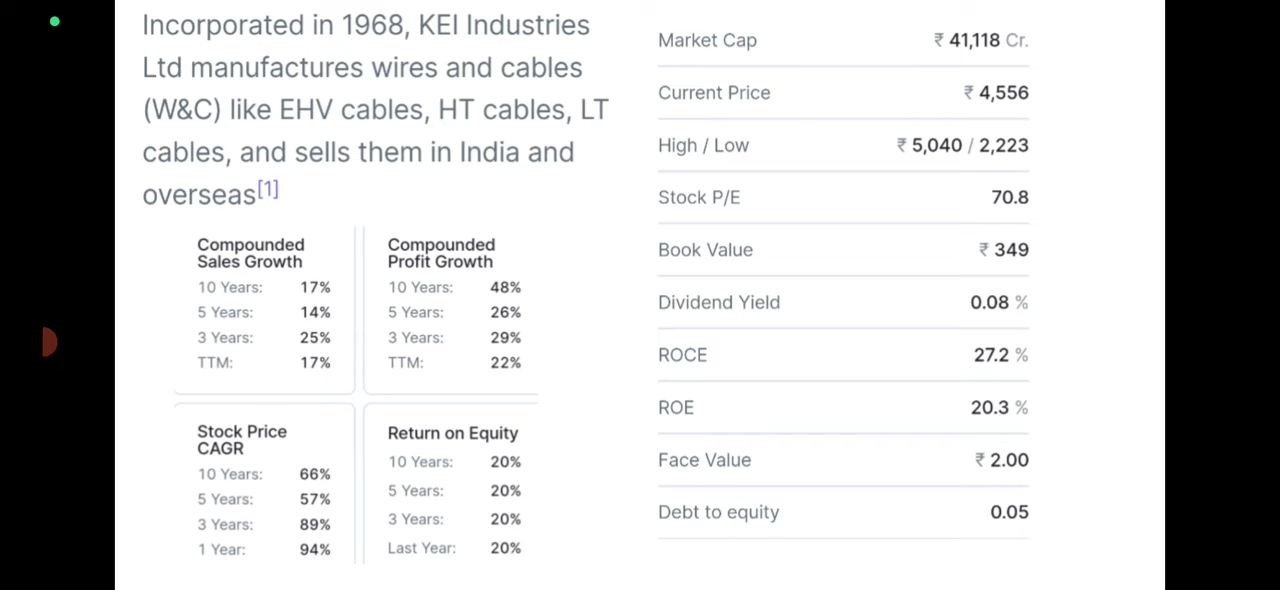 Incorporated in 1968, KEI Industries
Ltd manufactures wires and cables
(W&C) like EHV cables, HT cables, LT
cables, and sells them in India and
overseas[1]
Compounded
Sales Growth
10 Years: 17%
5 Years: 14%
3 Years: 25%
TTM: 17%
Compounded
Profit Growth
10 Years: 48%
5 Years: 26%
3 Years: 29%
TTM: 22%
Stock Price
CAGR
10 Years: 66%
5 Years: 57%
3 Years: 89%
1 Year: 94%
Return on Equity
10 Years: 20%
5 Years: 20%
3 Years: 20%
Last Year: 20%
Market Cap ₹ 41,118 Cr.
Current Price ₹ 4,556
High / Low ₹ 5,040 / 2,223
Stock P/E 70.8
Book Value ₹ 349
Dividend Yield 0.08 %
ROCE 27.2 %
ROE 20.3 %
Face Value ₹ 2.00
Debt to equity 0.05